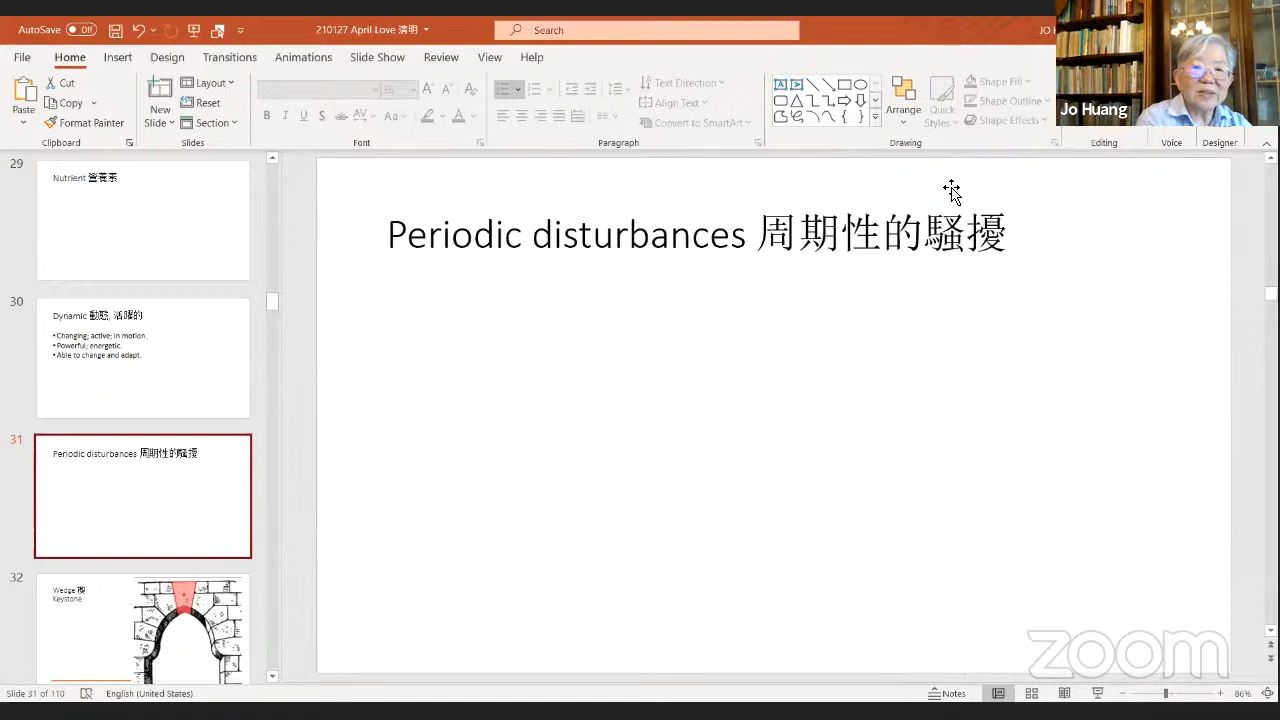 AutoSave Off
210127 April Love 清明
Search
File Home Insert Design Transitions Animations Slide Show Review View Help
Paste
Cut
Copy
Format Painter
Clipboard
New
Slide
Layout
Reset
Section
Slides
Font
Text Direction
Align Text
Convert to SmartArt
Paragraph
Arrange
Quick
Styles
Shape Fill
Shape Outline
Shape Effects
Drawing
Editing
Voice
Designer
Jo Huang
29
Nutrient 營養素
30
Dynamic 動態, 活躍的
• Changing; active; in motion.
• Powerful; energetic.
• Able to change and adapt.
31
Periodic disturbances 周期性的騷擾
32
Wedge 楔
Keystone
Periodic disturbances 周期性的騷擾
zoom
Slide 31 of 110
English (United States)
Notes
86%